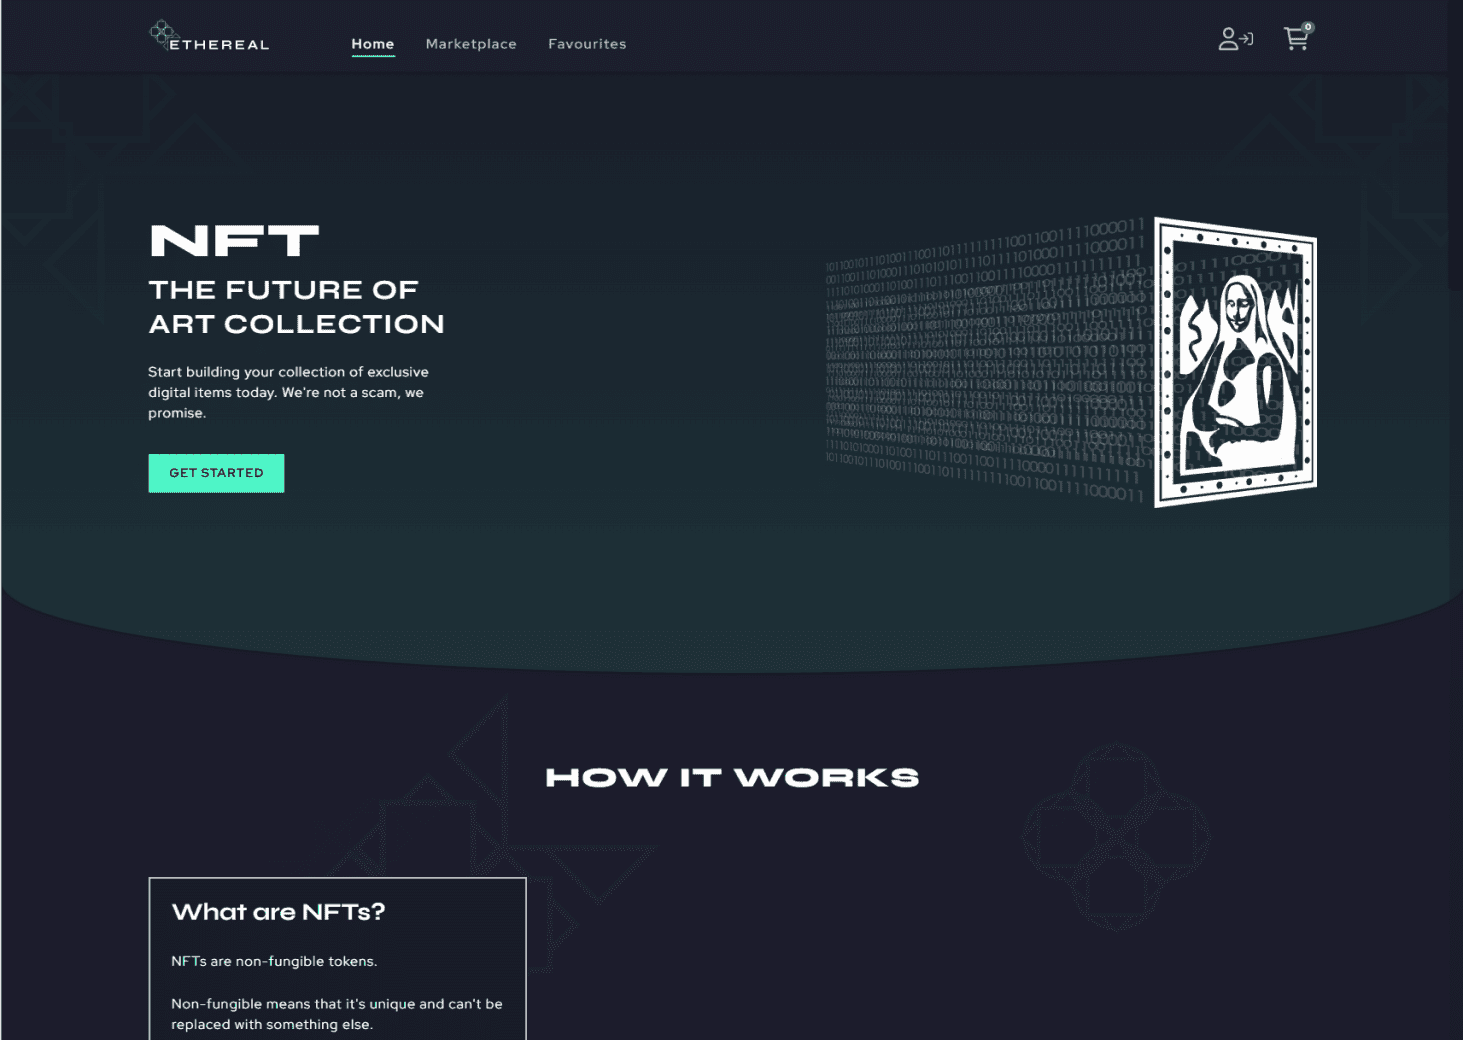 ETHEREAL
Home
Marketplace
Favourites
0
NFT
THE FUTURE OF
ART COLLECTION
Start building your collection of exclusive
digital items today. We're not a scam, we
promise.
GET STARTED
HOW IT WORKS
What are NFTs?
NFTs are non-fungible tokens.
Non-fungible means that it's unique and can't be
replaced with something else.